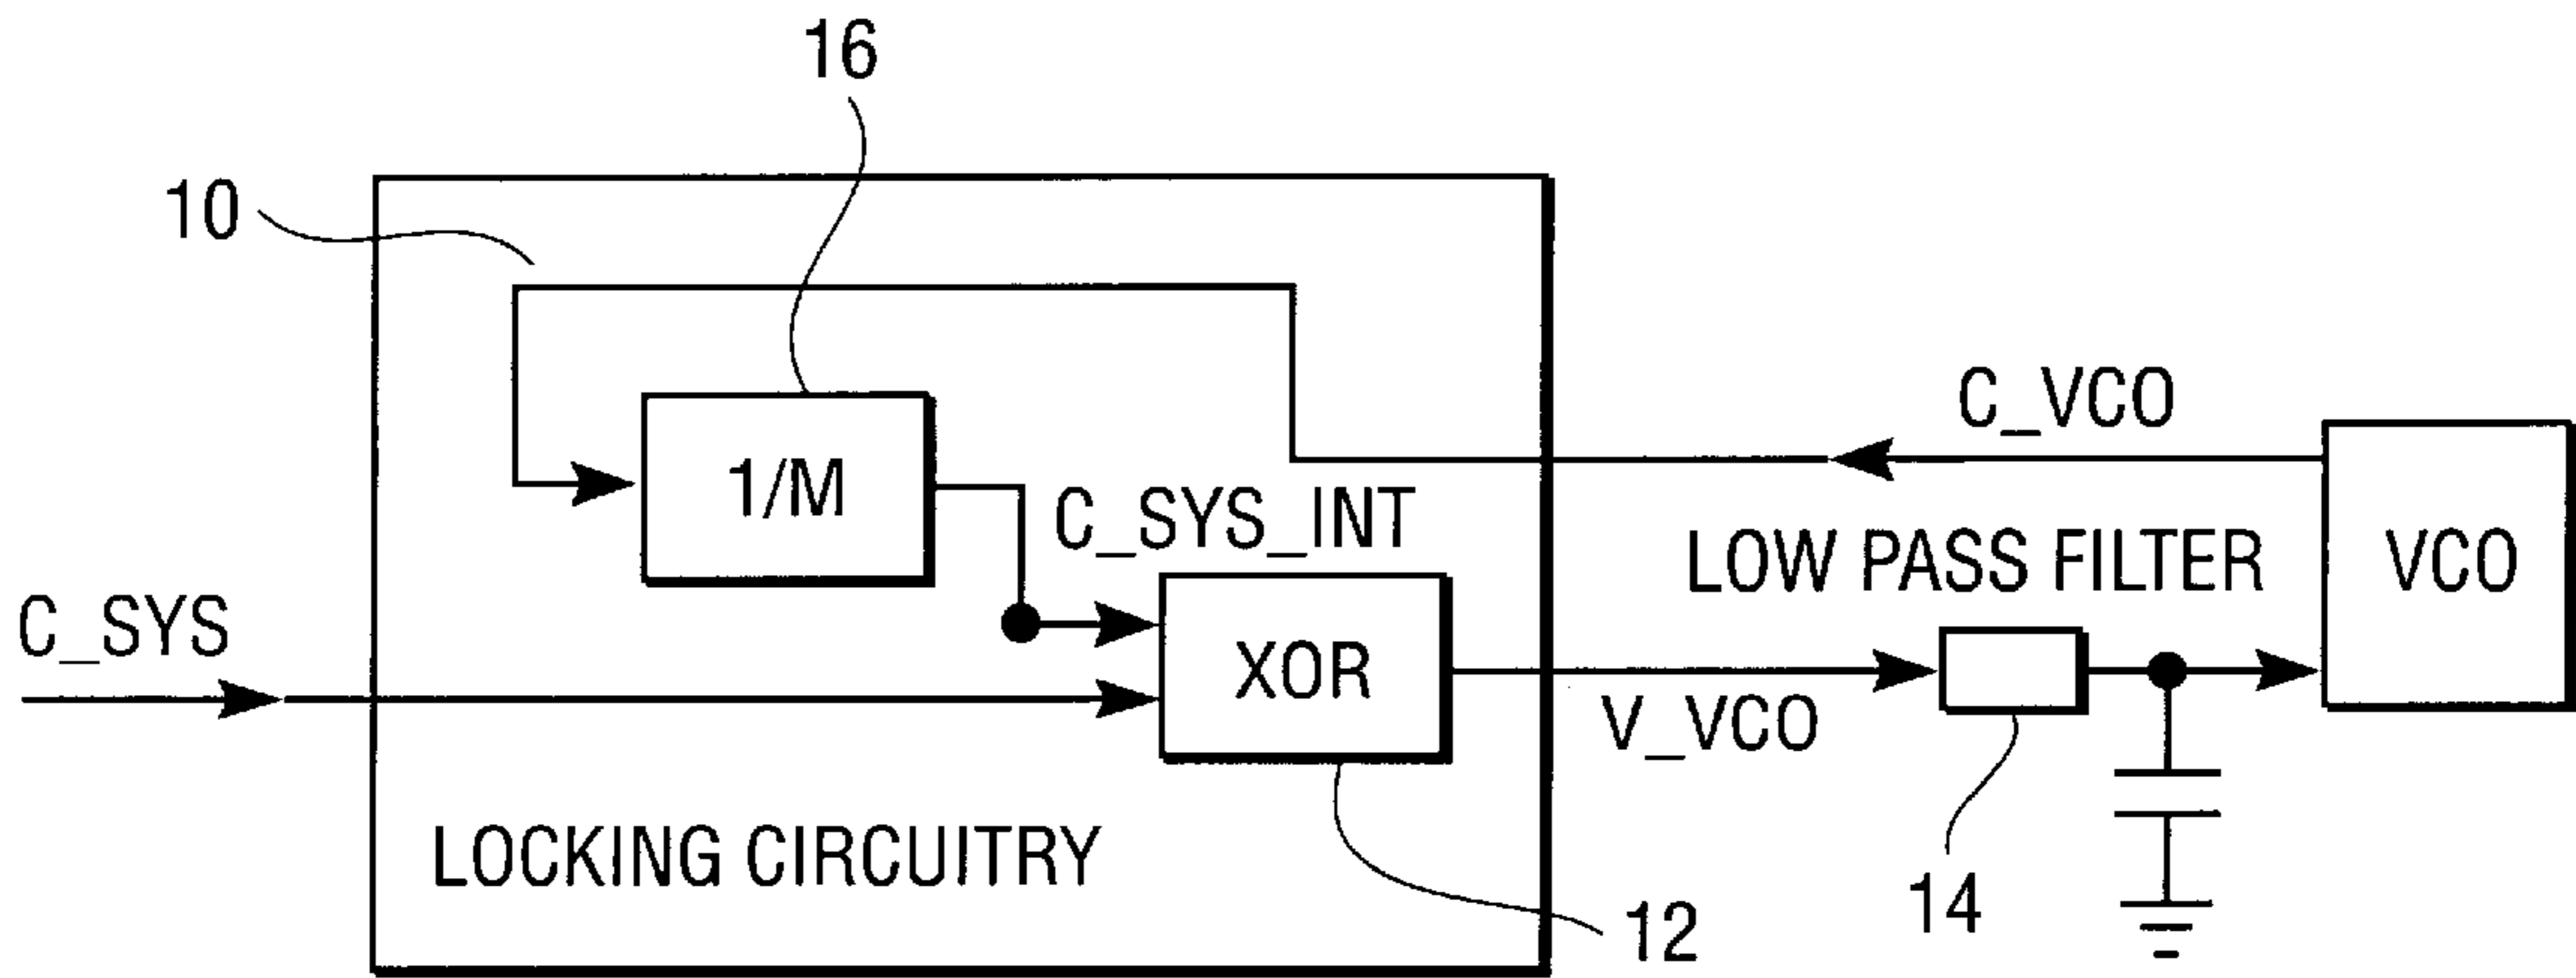 16
10
C_VCO
1/M
C_SYS_INT
LOW PASS FILTER
VCO
C_SYS
XOR
V_VCO
LOCKING CIRCUITRY
14
12